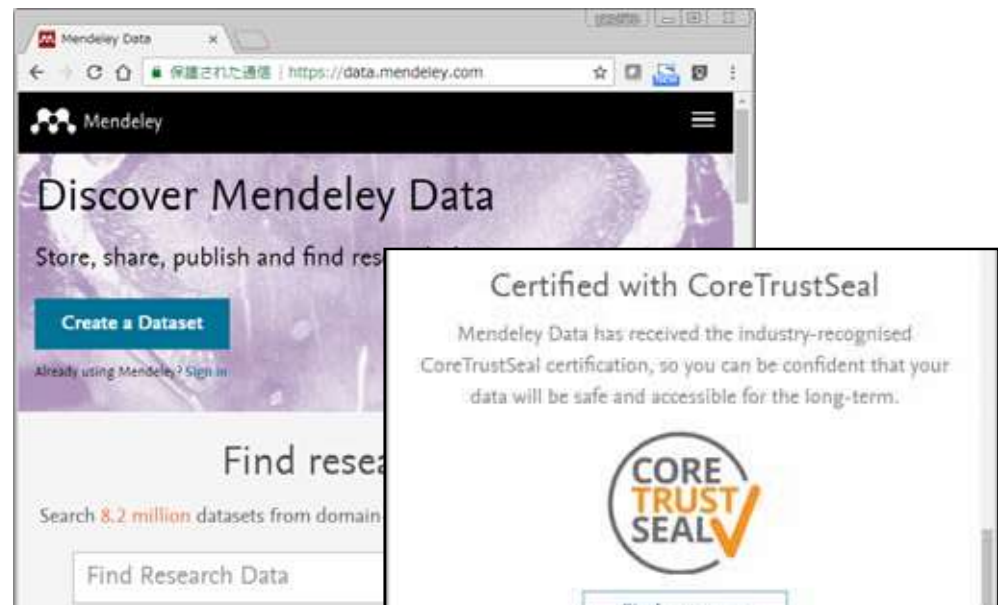 Mendeley Data
保護された通信 | https://data.mendeley.com
Mendeley
Discover Mendeley Data
Store, share, publish and find res
Create a Dataset
Already using Mendeley? Sign in
Find resea
Search 8.2 million datasets from domain
Find Research Data
Certified with CoreTrustSeal
Mendeley Data has received the industry-recognised
CoreTrustSeal certification, so you can be confident that your
data will be safe and accessible for the long-term.
CORE
TRUST
SEAL